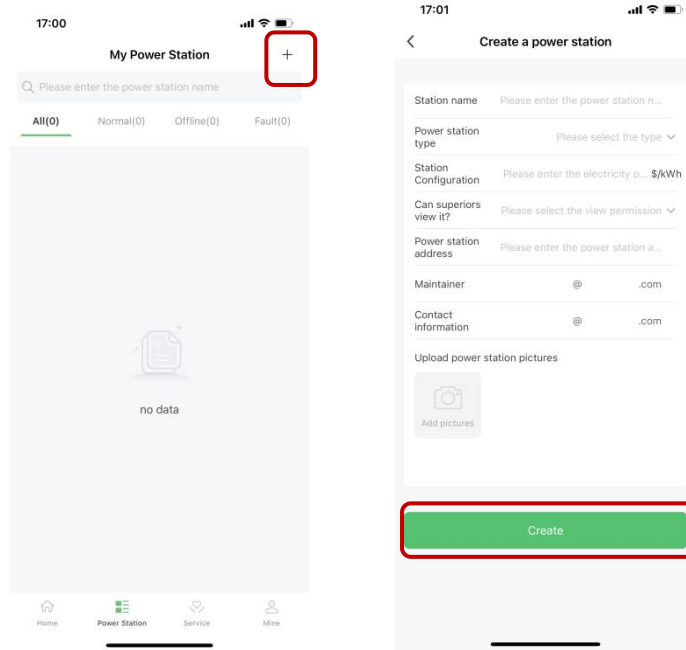 17:00
My Power Station
+
Please enter the power station name
All(0) Normal(0) Offline(0) Fault(0)
no data
Home Power Station Service Mine
17:01
Create a power station
Station name Please enter the power station n...
Power station type Please select the type
Station Configuration Please enter the electricity p... $/kWh
Can superiors view it? Please select the view permission
Power station address Please enter the power station a...
Maintainer @ .com
Contact information @ .com
Upload power station pictures
Add pictures
Create